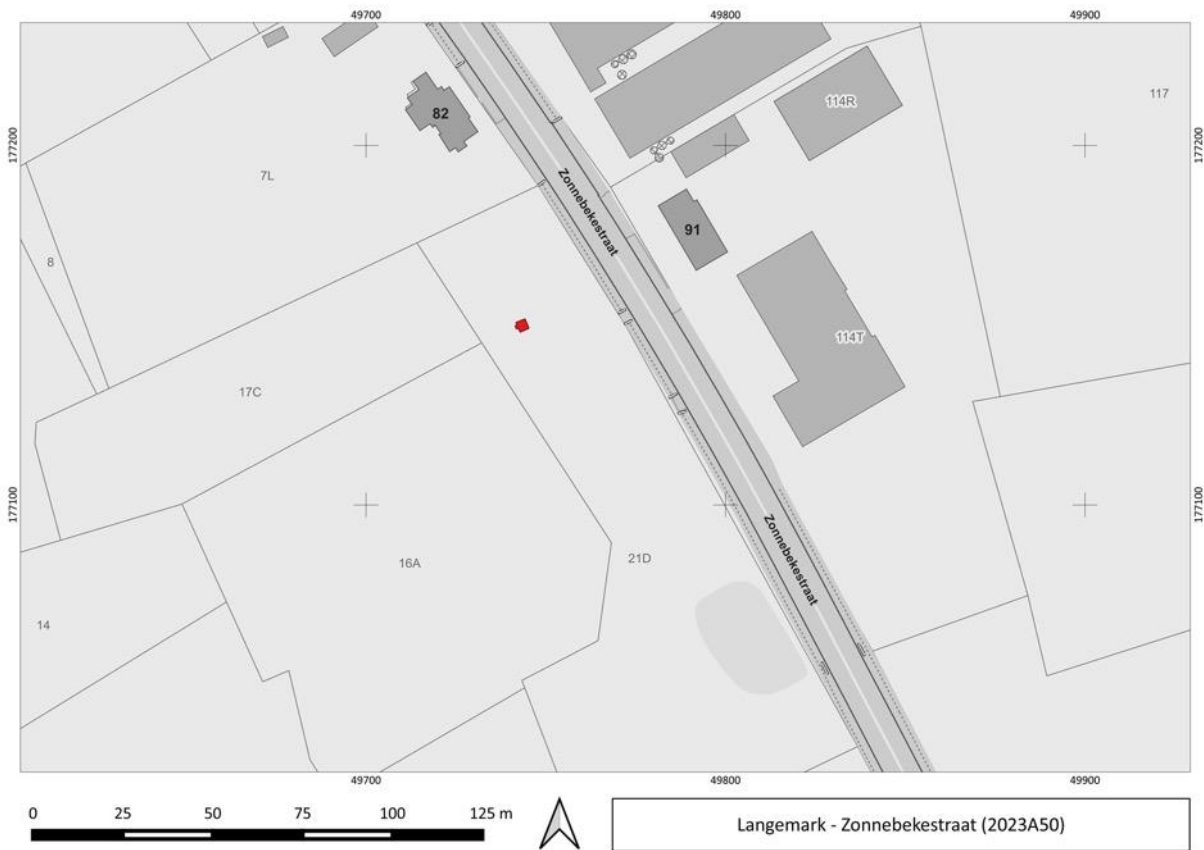 49700 49800 49900
177200 177200
82
114R
117
7L
Zonnebekestraat
91
8
114T
17C
177100 177100
Zonnebekestraat
16A
21D
14
49700 49800 49900
0 25 50 75 100 125 m
Langemark - Zonnebekestraat (2023A50)